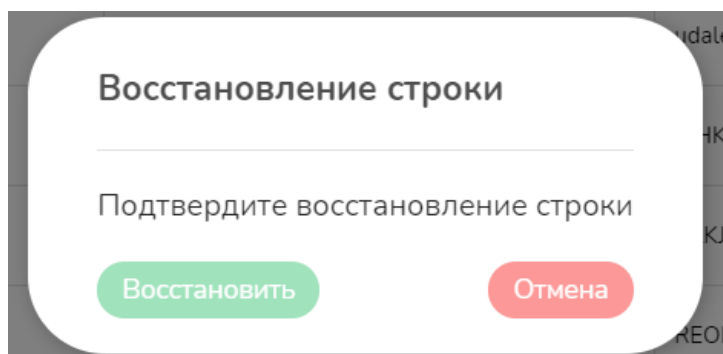 Восстановление строки
Подтвердите восстановление строки
Восстановить Отмена